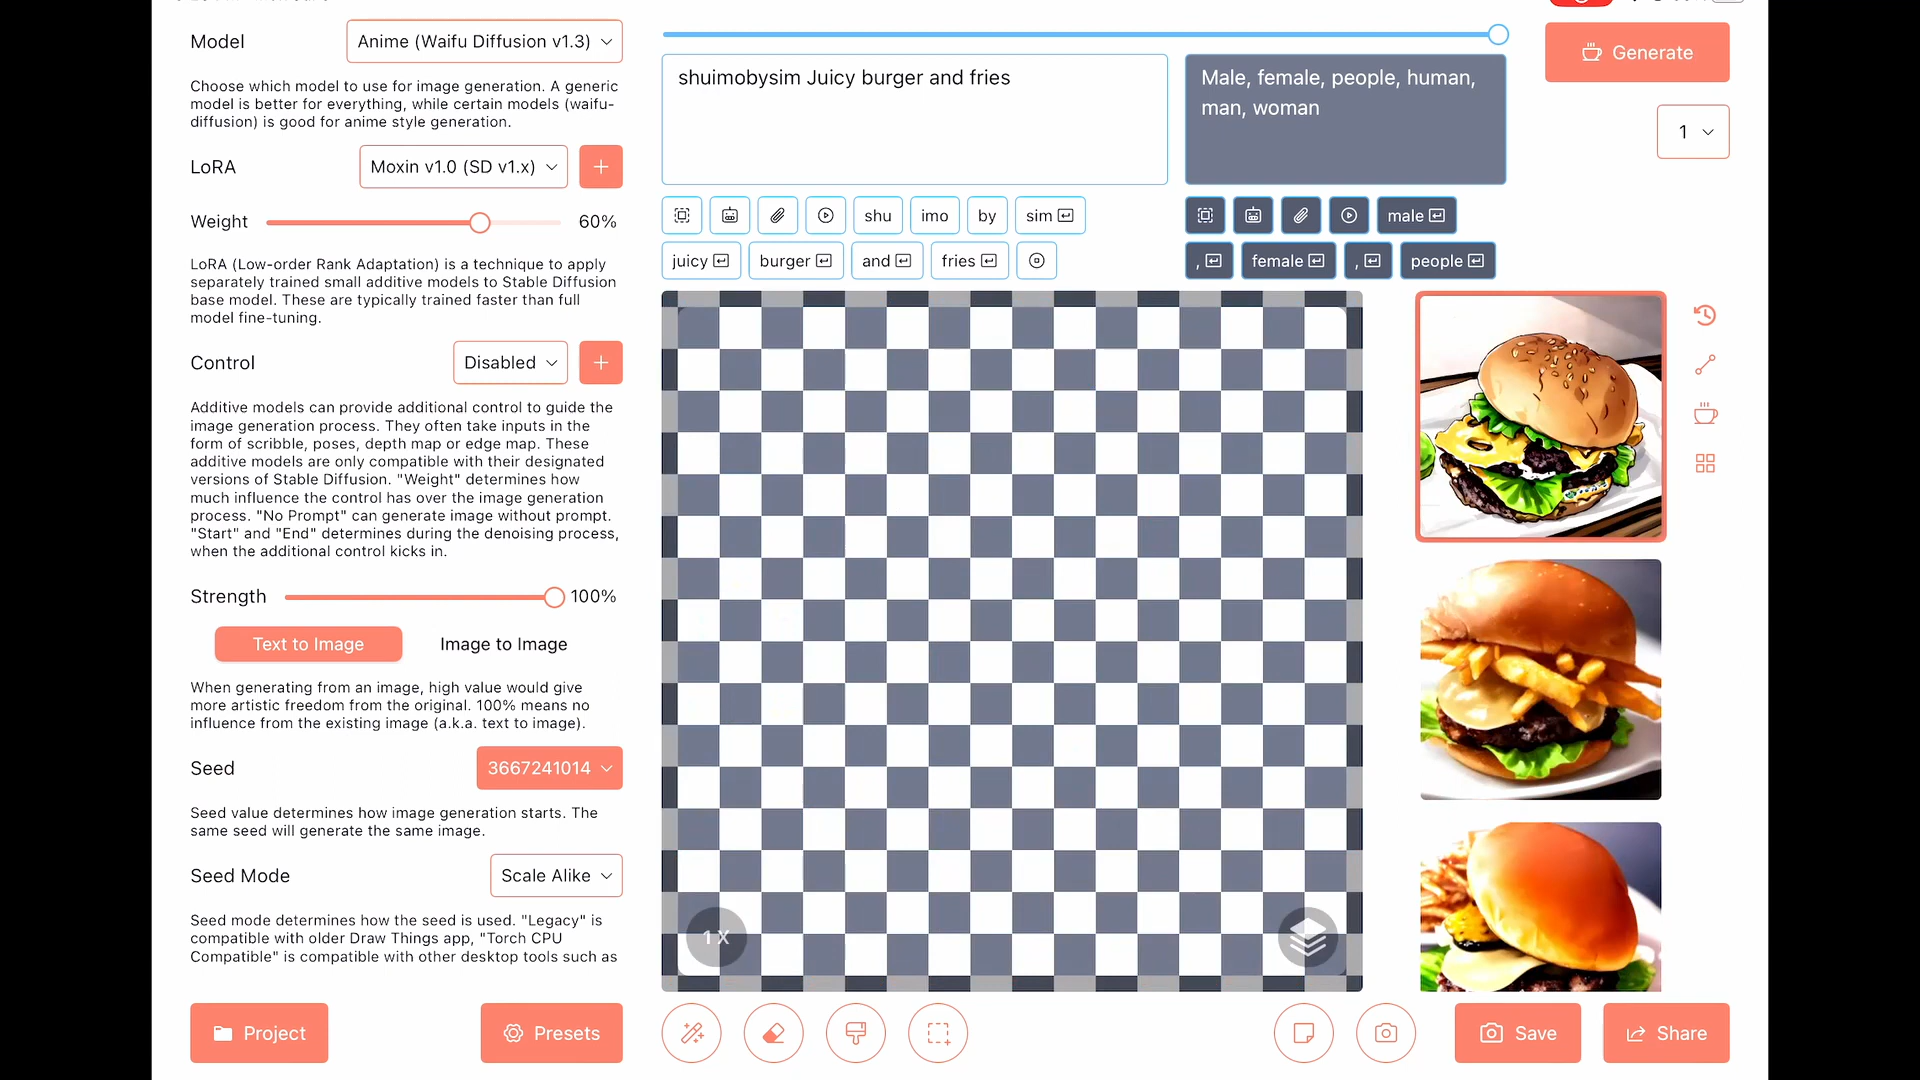 Model
Anime (Waifu Diffusion v1.3)
Choose which model to use for image generation. A generic
model is better for everything, while certain models (waifu-
diffusion) is good for anime style generation.
LoRA
Moxin v1.0 (SD v1.x)
Weight
60%
LoRA (Low-order Rank Adaptation) is a technique to apply
separately trained small additive models to Stable Diffusion
base model. These are typically trained faster than full
model fine-tuning.
Control
Disabled
Additive models can provide additional control to guide the
image generation process. They often take inputs in the
form of scribble, poses, depth map or edge map. These
additive models are only compatible with their designated
versions of Stable Diffusion. "Weight" determines how
much influence the control has over the image generation
process. "No Prompt" can generate image without prompt.
"Start" and "End" determines during the denoising process,
when the additional control kicks in.
Strength
100%
Text to Image
Image to Image
When generating from an image, high value would give
more artistic freedom from the original. 100% means no
influence from the existing image (a.k.a. text to image).
Seed
3667241014
Seed value determines how image generation starts. The
same seed will generate the same image.
Seed Mode
Scale Alike
Seed mode determines how the seed is used. "Legacy" is
compatible with older Draw Things app, "Torch CPU
Compatible" is compatible with other desktop tools such as
Project
Presets
shuimobysim Juicy burger and fries
shu imo by sim
juicy burger and fries
Male, female, people, human,
man, woman
male
, female , people
Generate
1
1 X
Save
Share